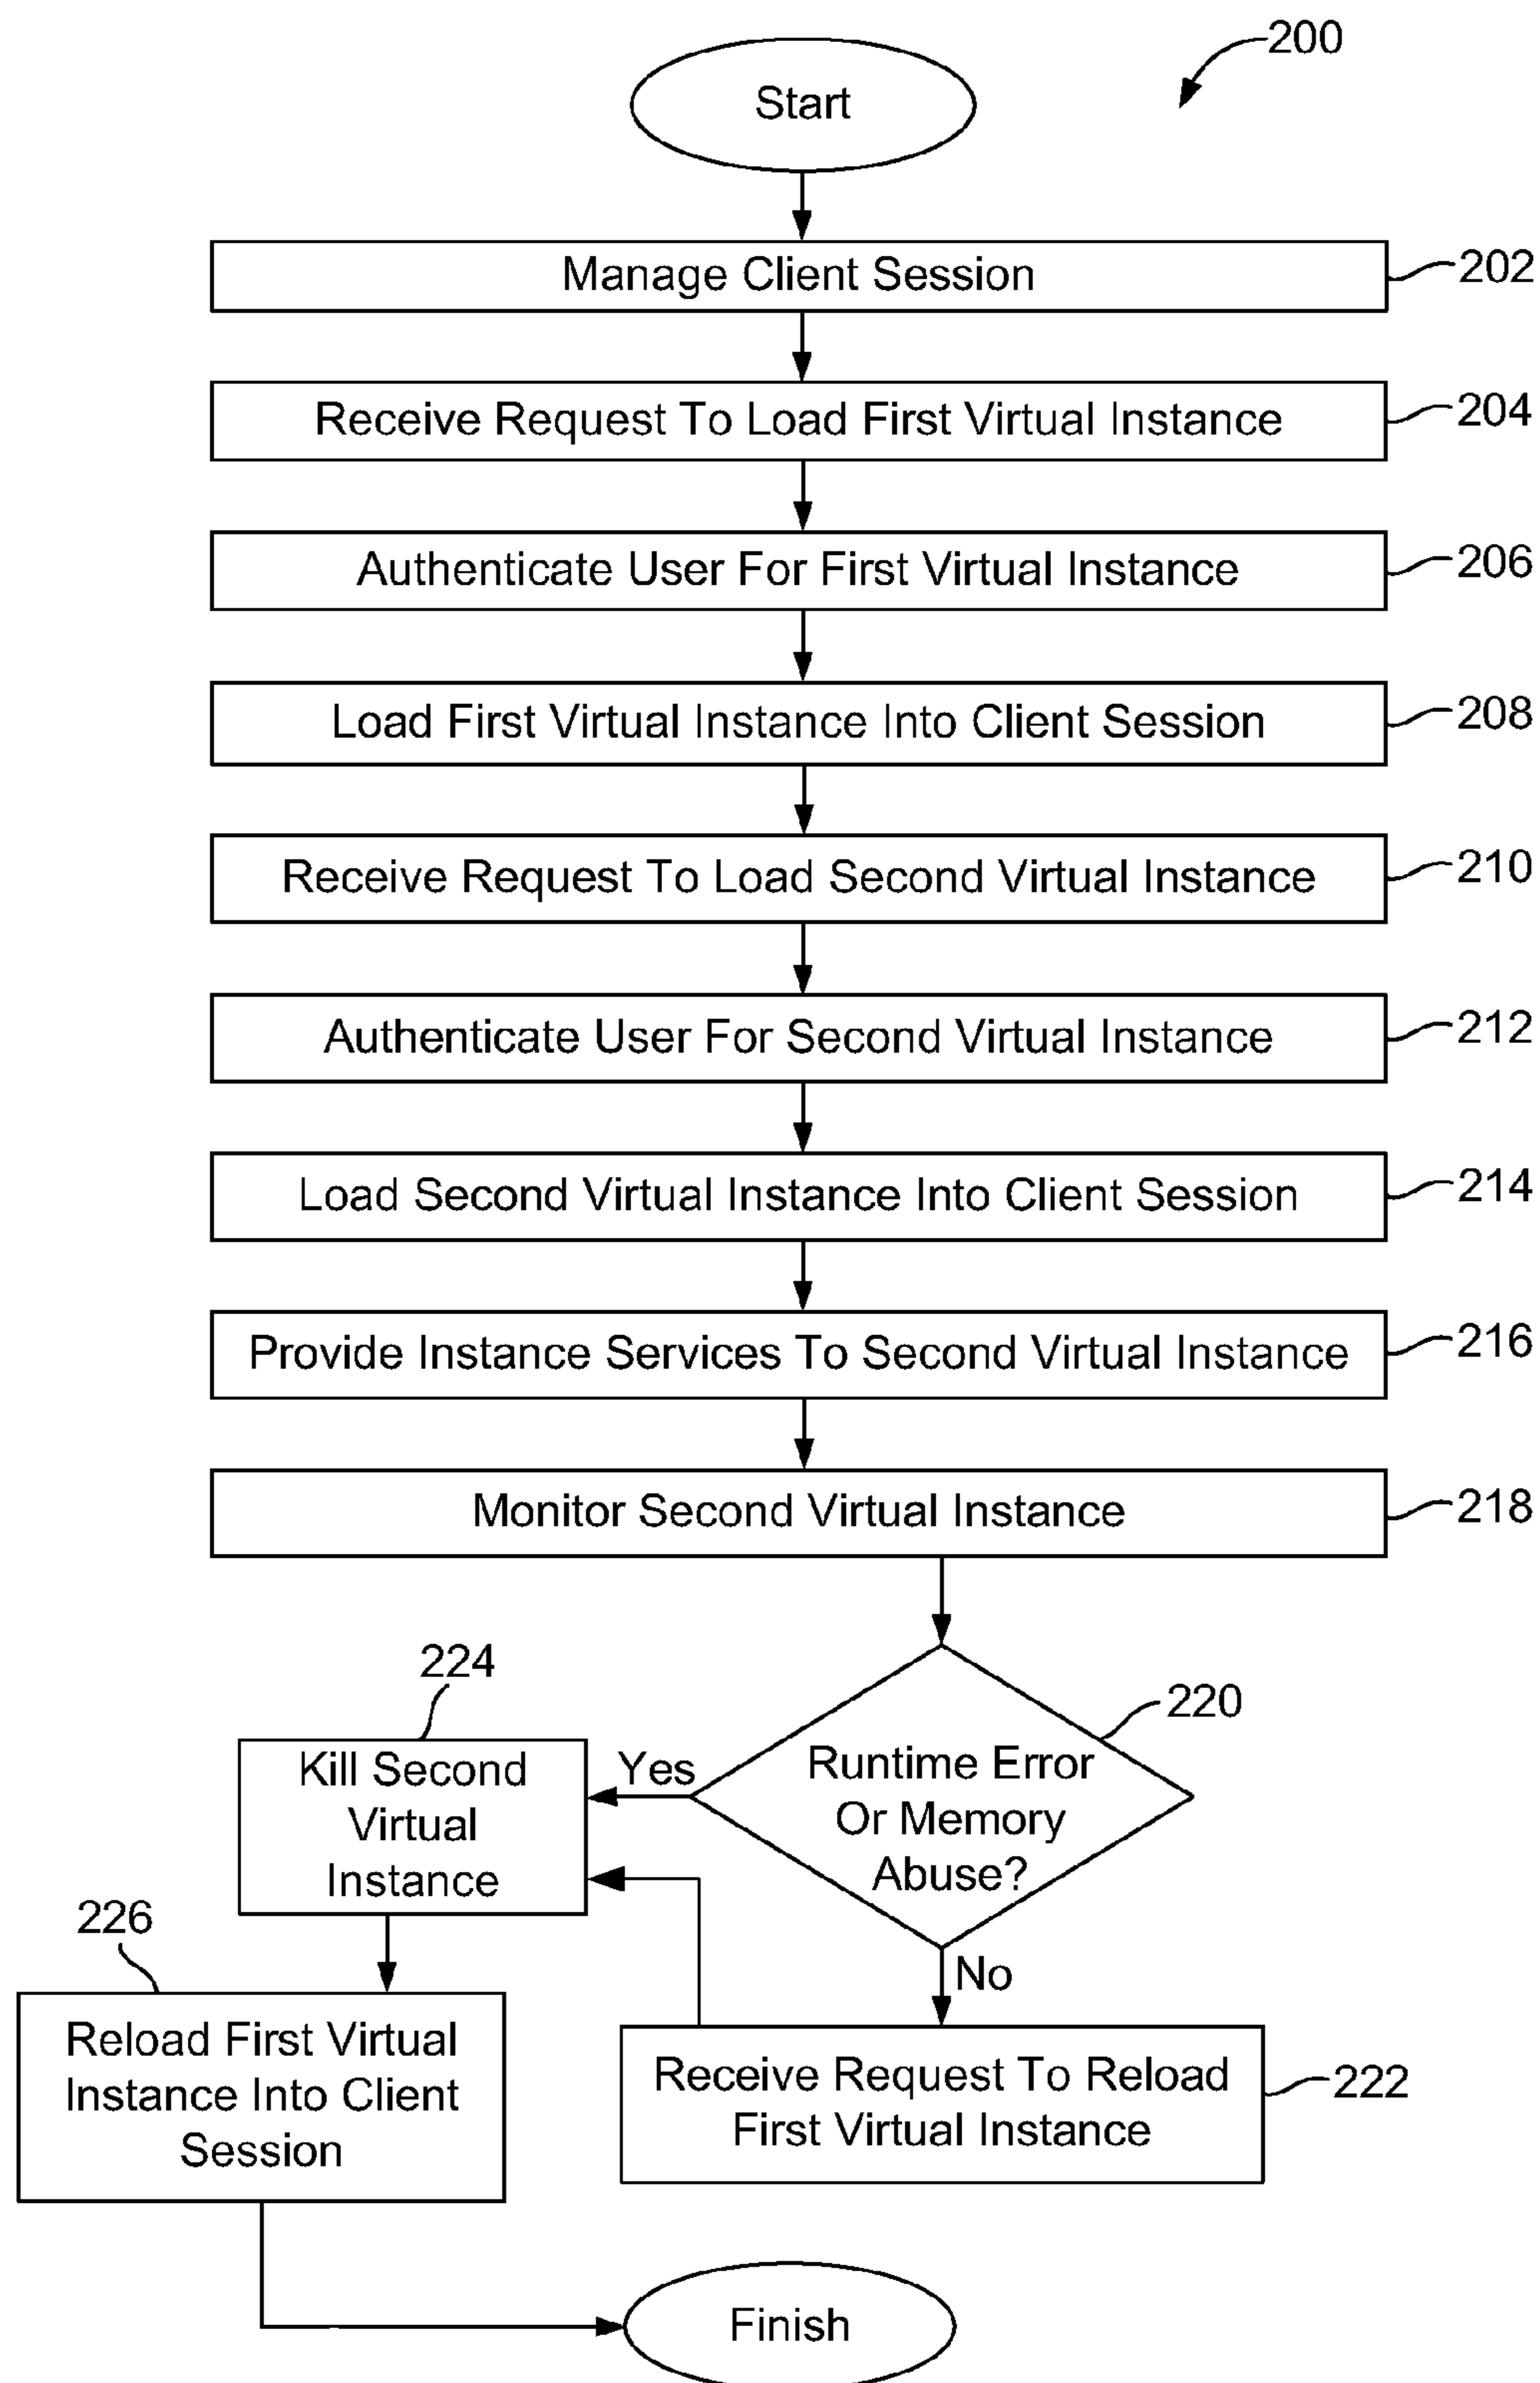 200
Start
Manage Client Session
202
Receive Request To Load First Virtual Instance
204
Authenticate User For First Virtual Instance
206
Load First Virtual Instance Into Client Session
208
Receive Request To Load Second Virtual Instance
210
Authenticate User For Second Virtual Instance
212
Load Second Virtual Instance Into Client Session
214
Provide Instance Services To Second Virtual Instance
216
Monitor Second Virtual Instance
218
220
Runtime Error
Or Memory
Abuse?
Yes
224
Kill Second
Virtual
Instance
No
Receive Request To Reload
First Virtual Instance
222
226
Reload First Virtual
Instance Into Client
Session
Finish